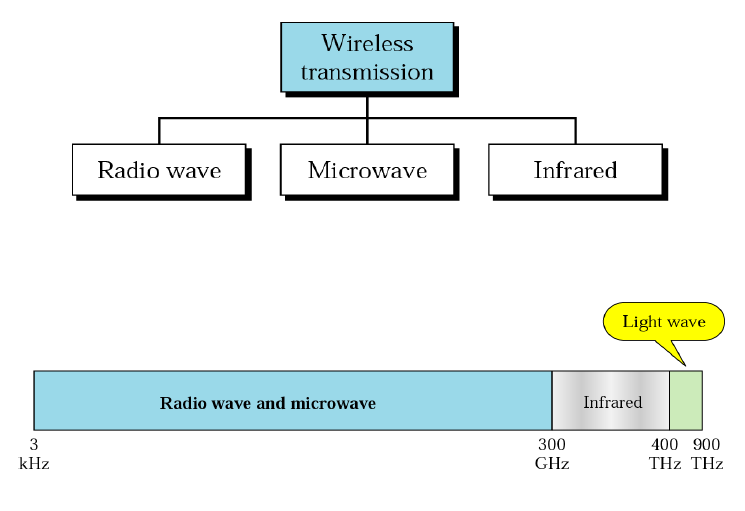 Wireless
transmission
Radio wave
Microwave
Infrared
Light wave
Radio wave and microwave
Infrared
3
kHz
300
GHz
400
THz
900
THz